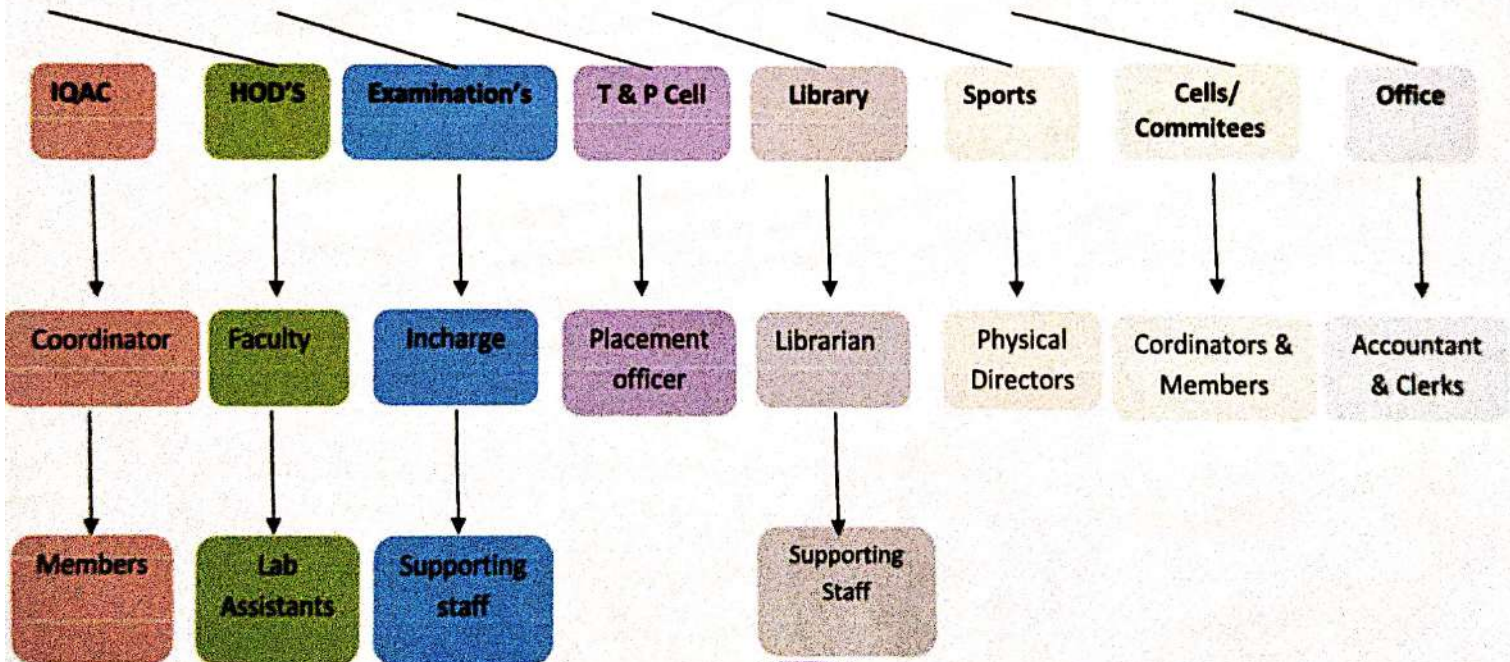 IQAC
HOD'S
Examination's
T & P Cell
Library
Sports
Cells/
Commitees
Office
Coordinator
Faculty
Incharge
Placement
officer
Librarian
Physical
Directors
Cordinators &
Members
Accountant
& Clerks
Members
Lab
Assistants
Supporting
staff
Supporting
Staff